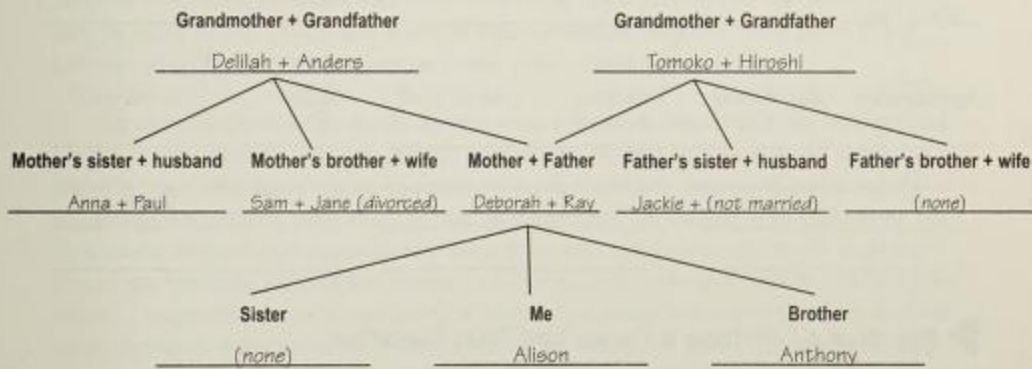 Grandmother + Grandfather Grandmother + Grandfather
Delilah + Anders Tomoko + Hiroshi
Mother's sister + husband Mother's brother + wife Mother + Father Father's sister + husband Father's brother + wife
Anna + Paul Sam + Jane (divorced) Deborah + Ray Jackie + (not married) (none)
Sister Me Brother
(none) Alison Anthony